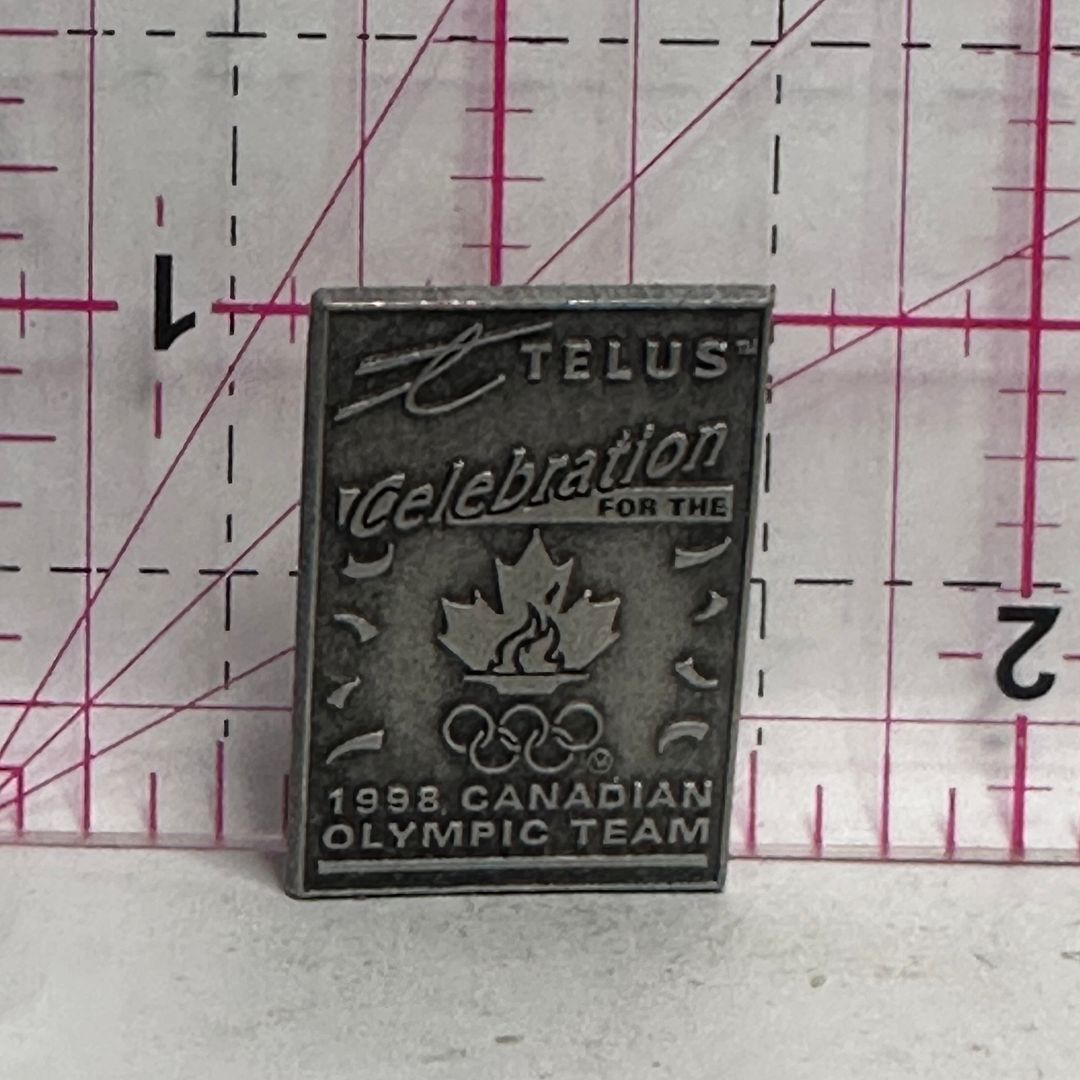 1
TELUS™
Celebration
FOR THE
2
1998 CANADIAN
OLYMPIC TEAM